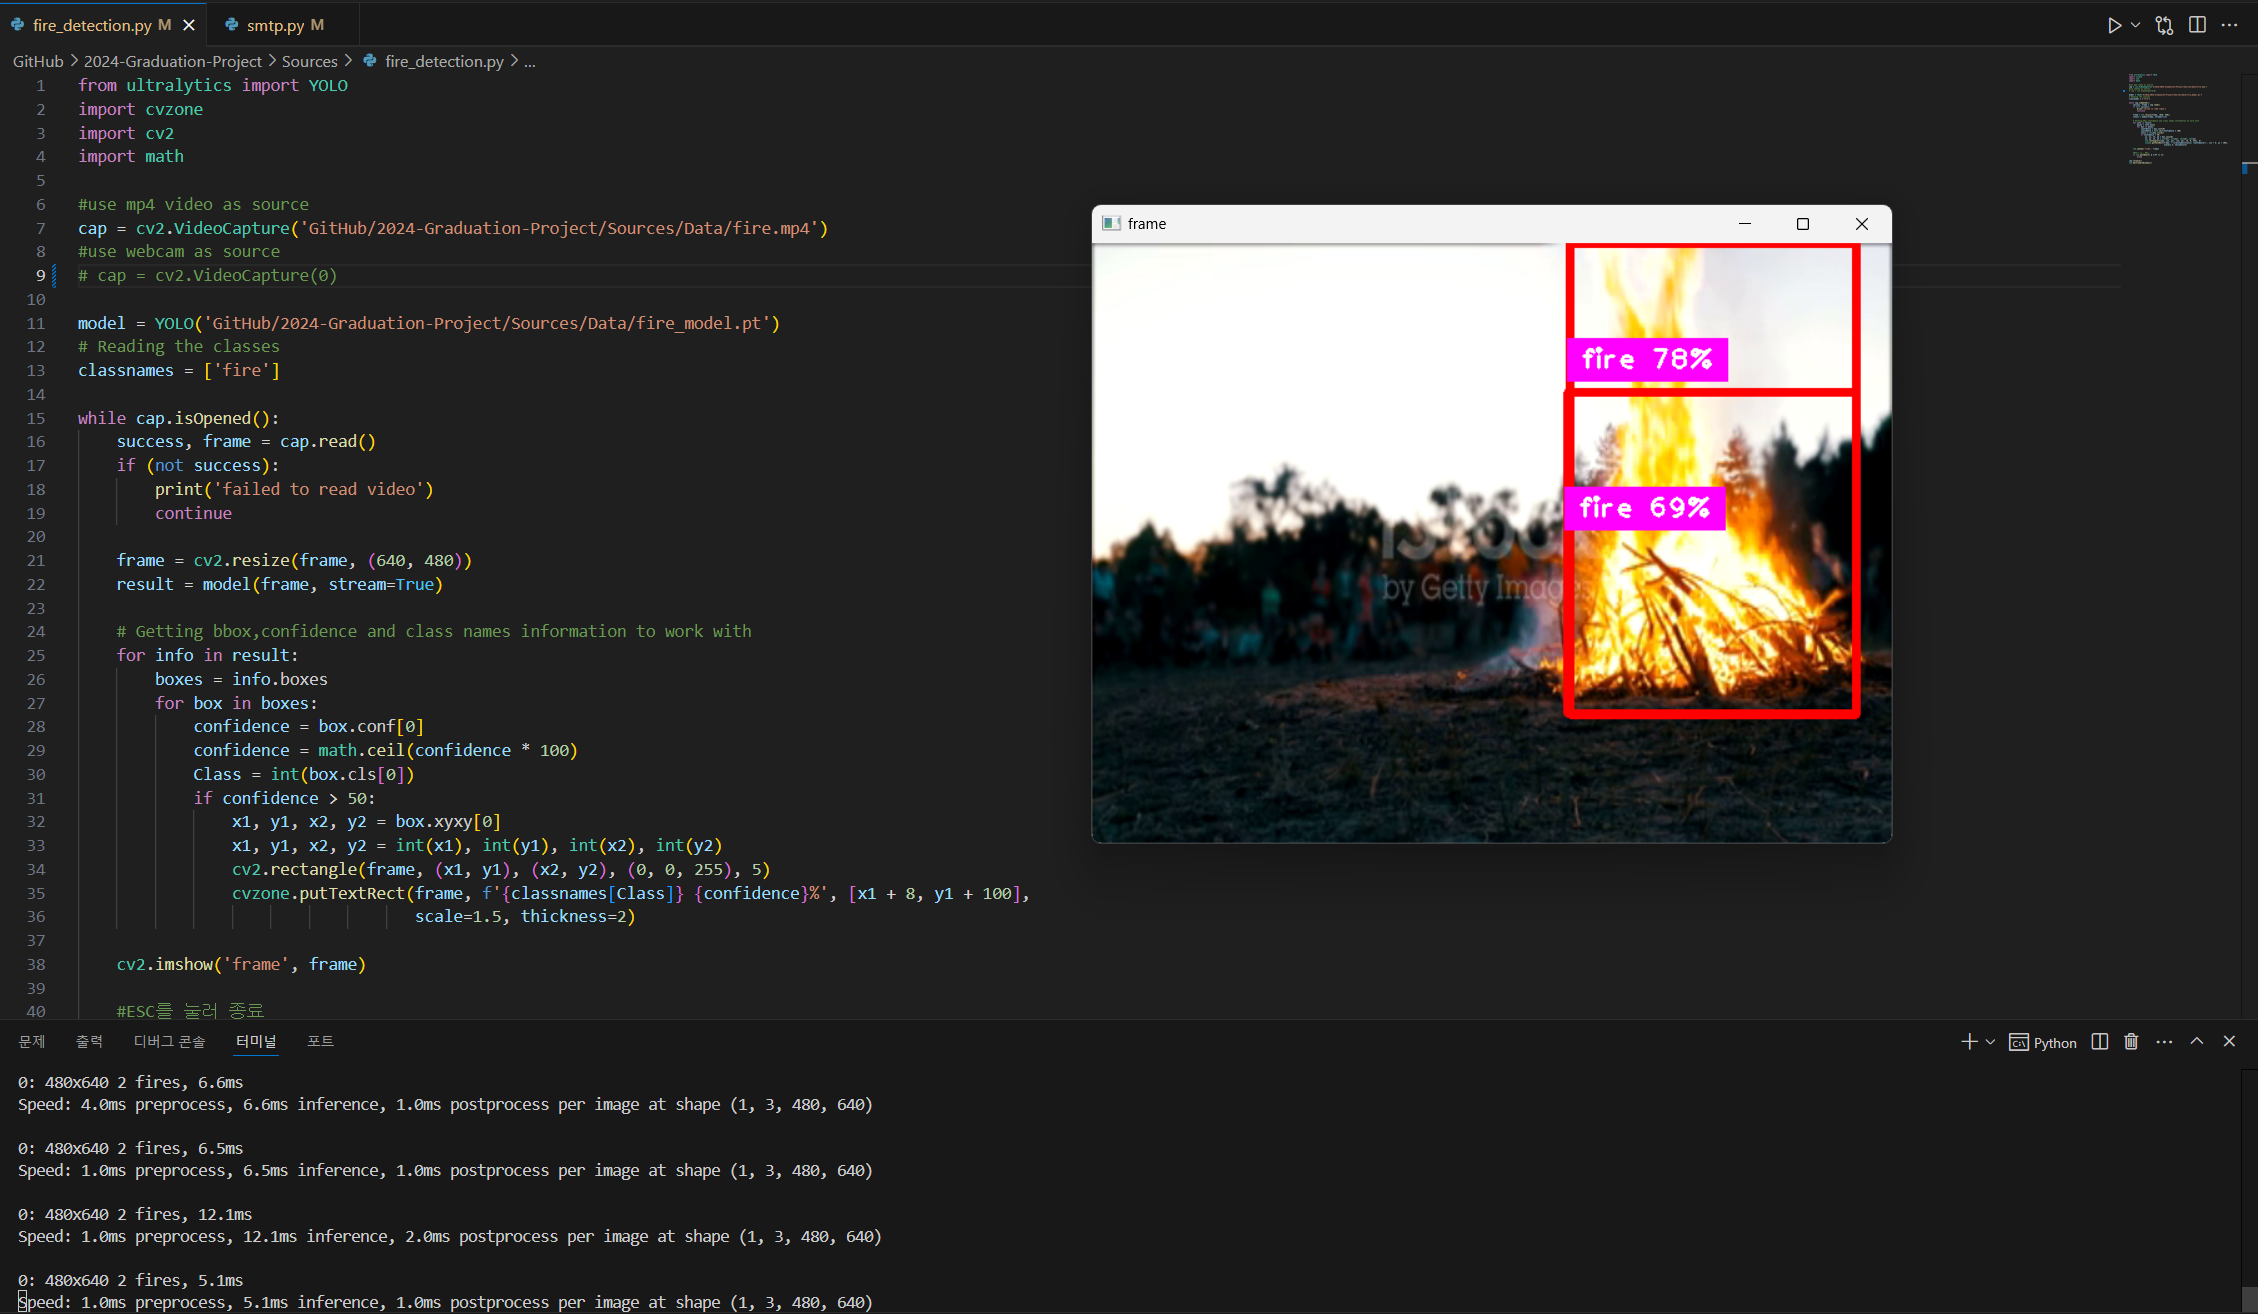 fire_detection.py M
smtp.py M
GitHub > 2024-Graduation-Project > Sources > fire_detection.py > ...
1 from ultralytics import YOLO
2 import cvzone
3 import cv2
4 import math
5
6 #use mp4 video as source
7 cap = cv2.VideoCapture('GitHub/2024-Graduation-Project/Sources/Data/fire.mp4')
8 #use webcam as source
9 # cap = cv2.VideoCapture(0)
10
11 model = YOLO('GitHub/2024-Graduation-Project/Sources/Data/fire_model.pt')
12 # Reading the classes
13 classnames = ['fire']
14
15 while cap.isOpened():
16     success, frame = cap.read()
17     if (not success):
18         print('failed to read video')
19         continue
20
21     frame = cv2.resize(frame, (640, 480))
22     result = model(frame, stream=True)
23
24     # Getting bbox,confidence and class names information to work with
25     for info in result:
26         boxes = info.boxes
27         for box in boxes:
28             confidence = box.conf[0]
29             confidence = math.ceil(confidence * 100)
30             Class = int(box.cls[0])
31             if confidence > 50:
32                 x1, y1, x2, y2 = box.xyxy[0]
33                 x1, y1, x2, y2 = int(x1), int(y1), int(x2), int(y2)
34                 cv2.rectangle(frame, (x1, y1), (x2, y2), (0, 0, 255), 5)
35                 cvzone.putTextRect(frame, f'{classnames[Class]} {confidence}%', [x1 + 8, y1 + 100],
36                                    scale=1.5, thickness=2)
37
38     cv2.imshow('frame', frame)
39
40     #ESC를 눌러 종료
frame
fire 78%
fire 69%
iStock
by Getty Images
문제 출력 디버그 콘솔 터미널 포트
Python
0: 480x640 2 fires, 6.6ms
Speed: 4.0ms preprocess, 6.6ms inference, 1.0ms postprocess per image at shape (1, 3, 480, 640)
0: 480x640 2 fires, 6.5ms
Speed: 1.0ms preprocess, 6.5ms inference, 1.0ms postprocess per image at shape (1, 3, 480, 640)
0: 480x640 2 fires, 12.1ms
Speed: 1.0ms preprocess, 12.1ms inference, 2.0ms postprocess per image at shape (1, 3, 480, 640)
0: 480x640 2 fires, 5.1ms
Speed: 1.0ms preprocess, 5.1ms inference, 1.0ms postprocess per image at shape (1, 3, 480, 640)